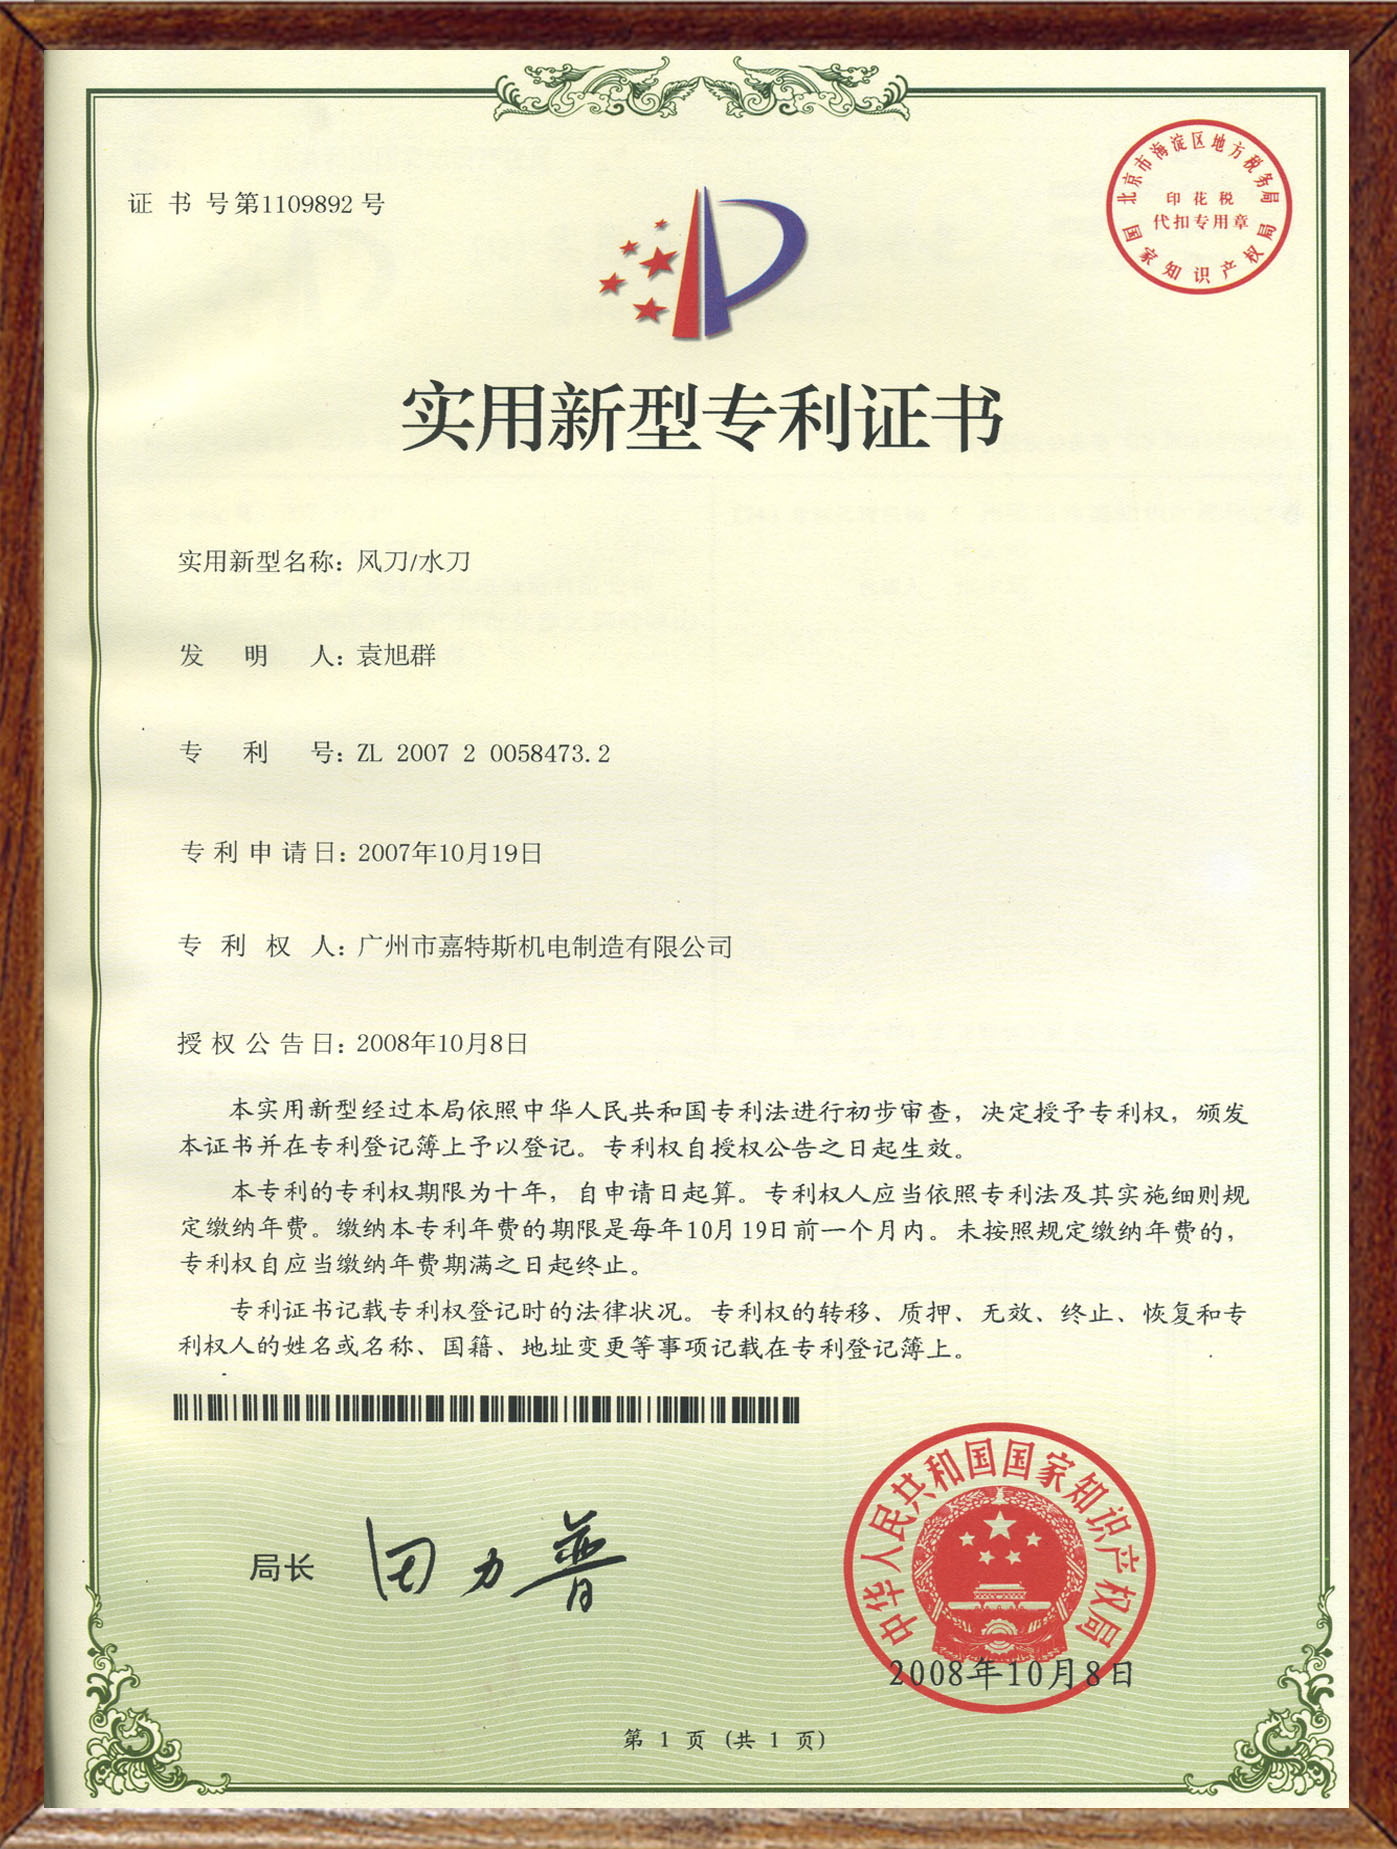 证书号第1109892号
北京市海淀区地方税务局
印花税
代扣专用章
国家知识产权局
实用新型专利证书
实用新型名称：风刀/水刀
发明人：袁旭群
专利号：ZL 2007 2 0058473.2
专利申请日：2007年10月19日
专利权人：广州市嘉特斯机电制造有限公司
授权公告日：2008年10月8日
本实用新型经过本局依照中华人民共和国专利法进行初步审查，决定授予专利权，颁发
本证书并在专利登记簿上予以登记。专利权自授权公告之日起生效。
本专利的专利权期限为十年，自申请日起算。专利权人应当依照专利法及其实施细则规
定缴纳年费。缴纳本专利年费的期限是每年10月19日前一个月内。未按照规定缴纳年费的，
专利权自应当缴纳年费期满之日起终止。
专利证书记载专利权登记时的法律状况。专利权的转移、质押、无效、终止、恢复和专
利权人的姓名或名称、国籍、地址变更等事项记载在专利登记簿上。
局长 田力普
中华人民共和国国家知识产权局
2008年10月8日
第 1 页 (共 1 页)